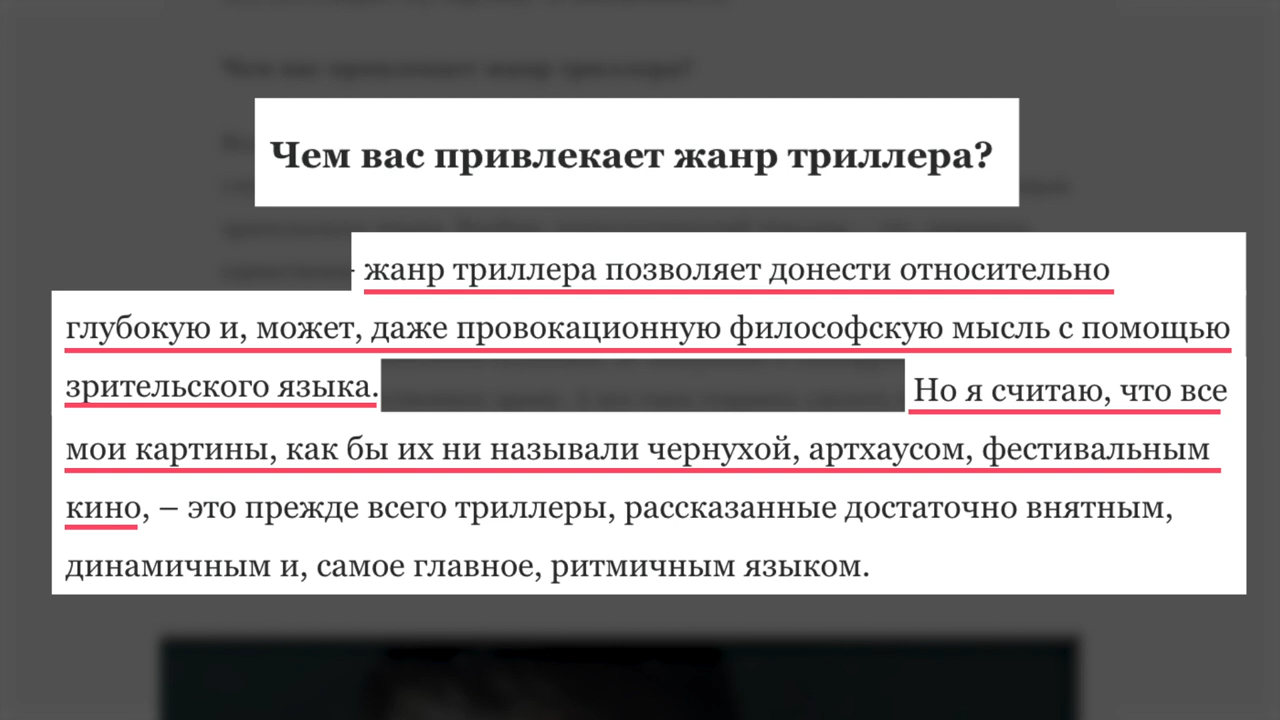 Чем вас привлекает жанр триллера?
жанр триллера позволяет донести относительно
глубокую и, может, даже провокационную философскую мысль с помощью
зрительского языка. Но я считаю, что все
мои картины, как бы их ни называли чернухой, артхаусом, фестивальным
кино, – это прежде всего триллеры, рассказанные достаточно внятным,
динамичным и, самое главное, ритмичным языком.